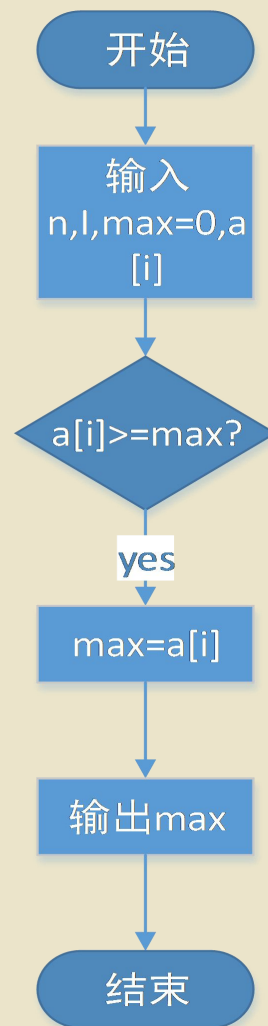 开始
输入
n,I,max=0,a
[i]
a[i]>=max?
yes
max=a[i]
输出max
结束